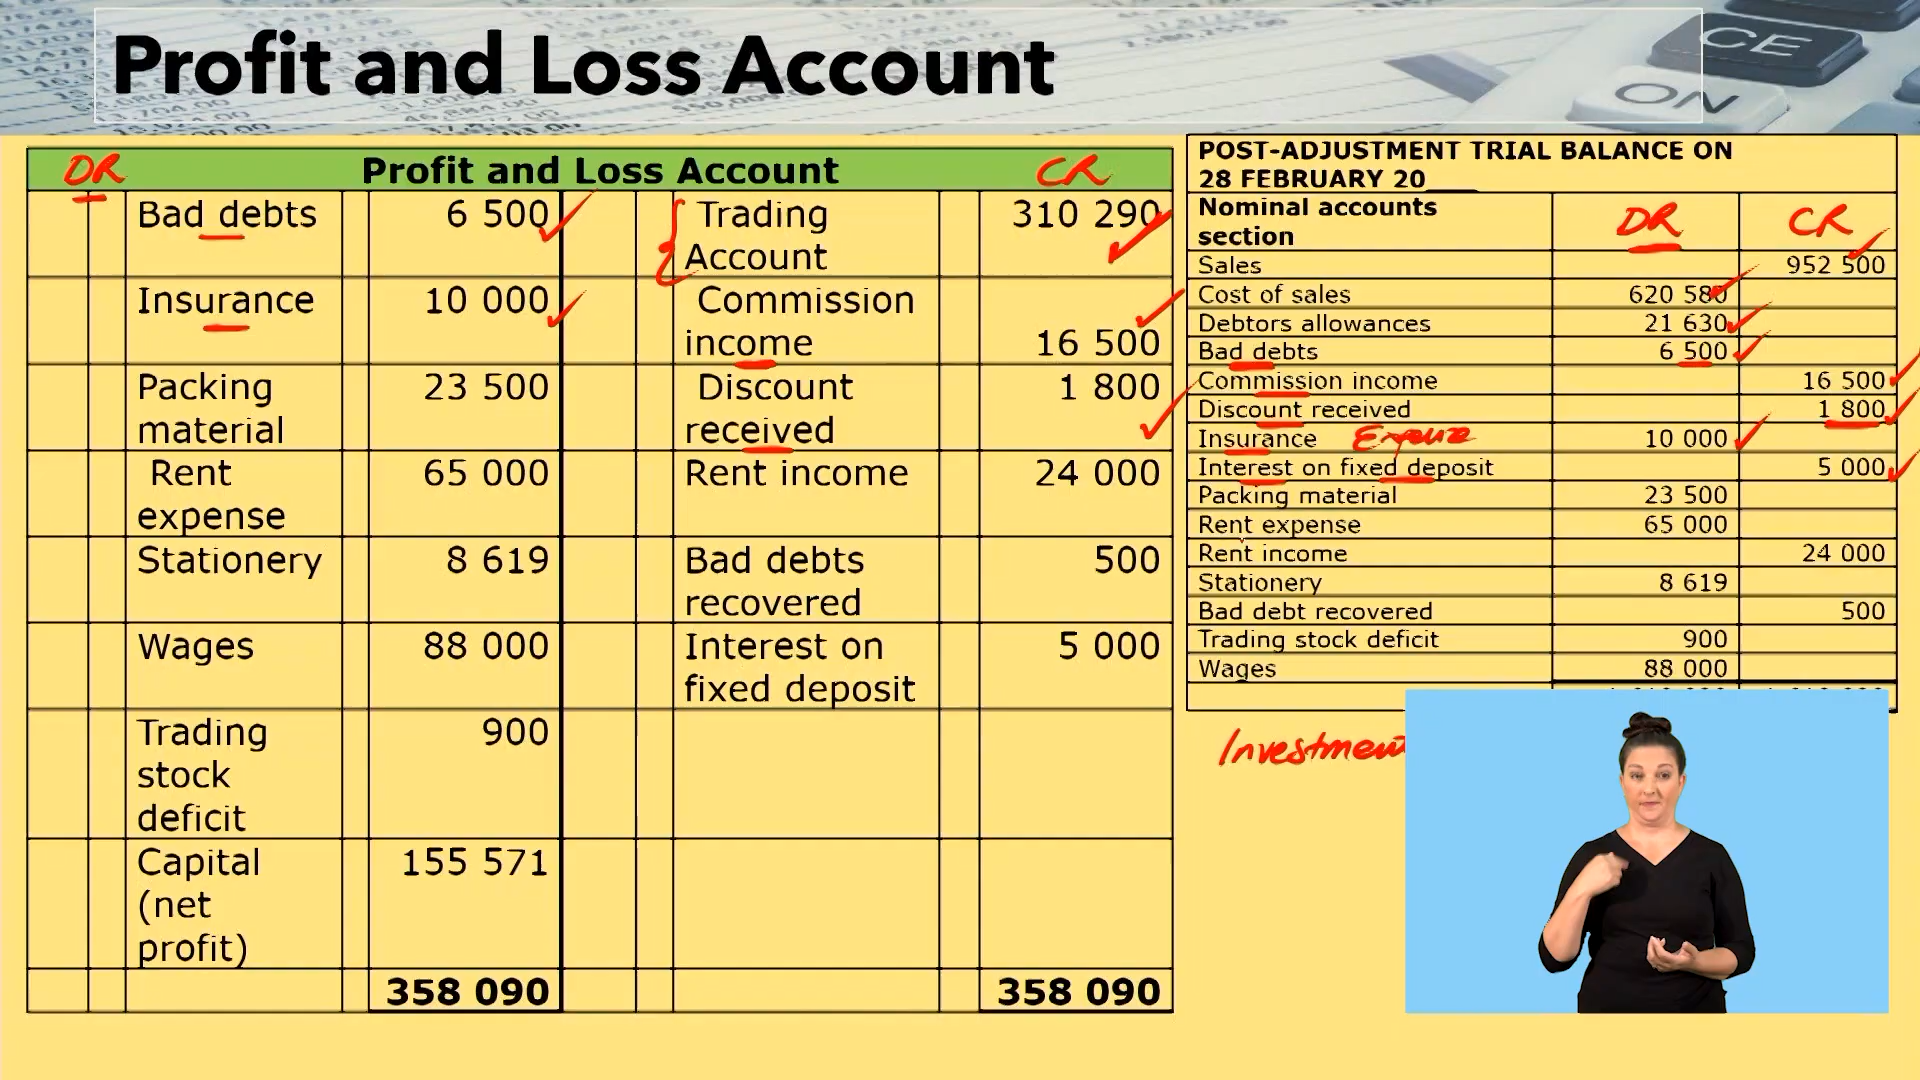 Profit and Loss Account
CE
ON
DR Profit and Loss Account CR
Bad debts 6 500 Trading 310 290
Account
Insurance 10 000 Commission
income 16 500
Packing 23 500 Discount 1 800
material received
Rent 65 000 Rent income 24 000
expense
Stationery 8 619 Bad debts 500
recovered
Wages 88 000 Interest on 5 000
fixed deposit
Trading 900
stock
deficit
Capital 155 571
(net
profit)
358 090 358 090
POST-ADJUSTMENT TRIAL BALANCE ON
28 FEBRUARY 20__
Nominal accounts DR CR
section
Sales 952 500
Cost of sales 620 580
Debtors allowances 21 630
Bad debts 6 500
Commission income 16 500
Discount received 1 800
Insurance Expense 10 000
Interest on fixed deposit 5 000
Packing material 23 500
Rent expense 65 000
Rent income 24 000
Stationery 8 619
Bad debt recovered 500
Trading stock deficit 900
Wages 88 000
Investmen